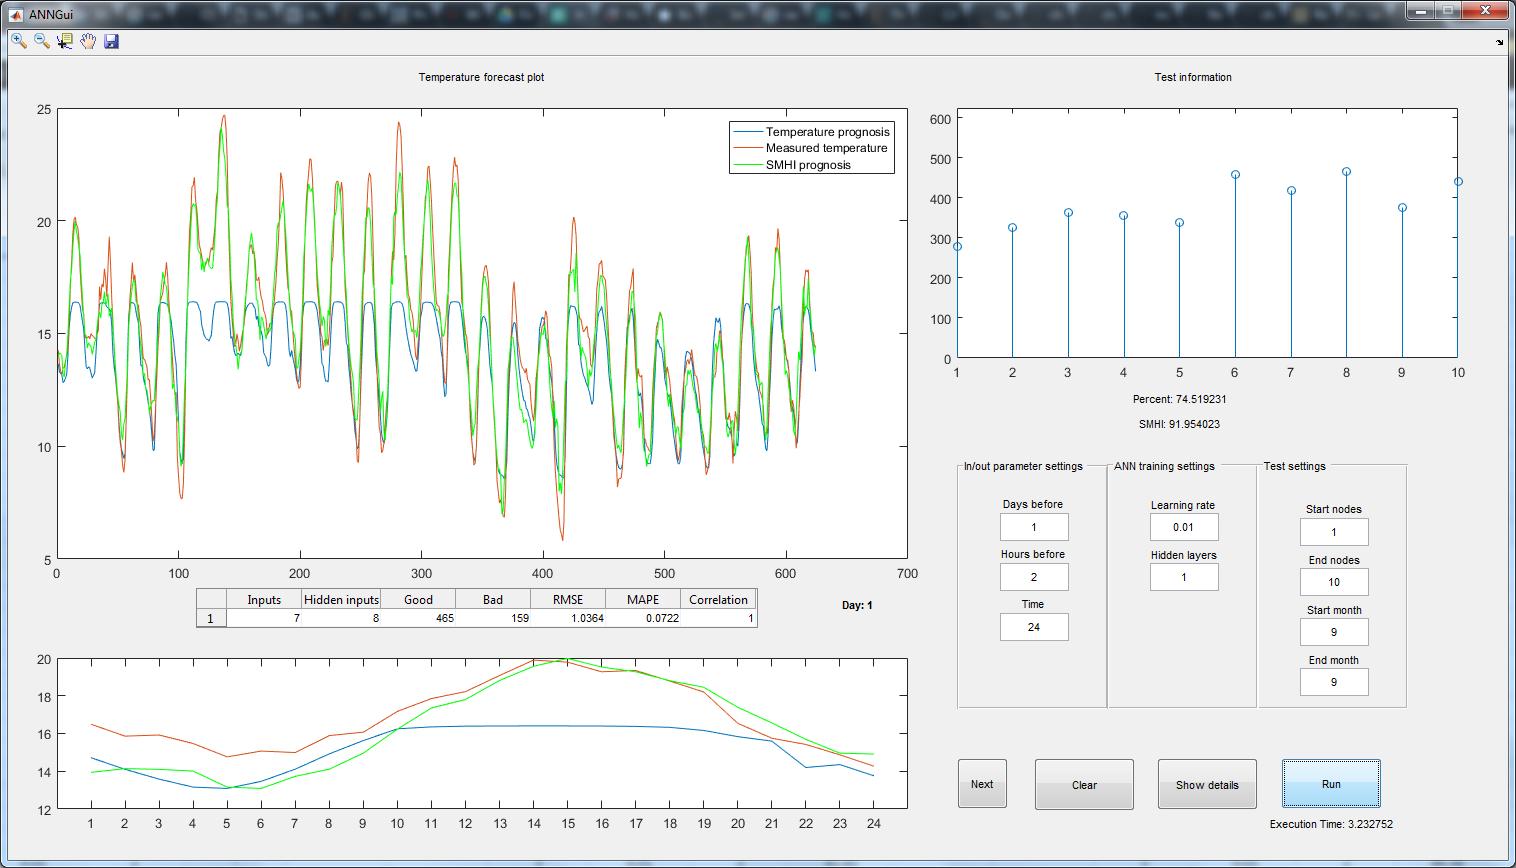 ANNGui
Temperature forecast plot
Test information
25
20
15
10
5
0 100 200 300 400 500 600 700
Temperature prognosis
Measured temperature
SMHI prognosis
600
500
400
300
200
100
0
1 2 3 4 5 6 7 8 9 10
Percent: 74.519231
SMHI: 91.954023
Inputs Hidden inputs Good Bad RMSE MAPE Correlation
1 7 8 465 159 1.0364 0.0722 1
Day: 1
20
18
16
14
12
1 2 3 4 5 6 7 8 9 10 11 12 13 14 15 16 17 18 19 20 21 22 23 24
In/out parameter settings
Days before
1
Hours before
2
Time
24
ANN training settings
Learning rate
0.01
Hidden layers
1
Test settings
Start nodes
1
End nodes
10
Start month
9
End month
9
Next Clear Show details Run
Execution Time: 3.232752